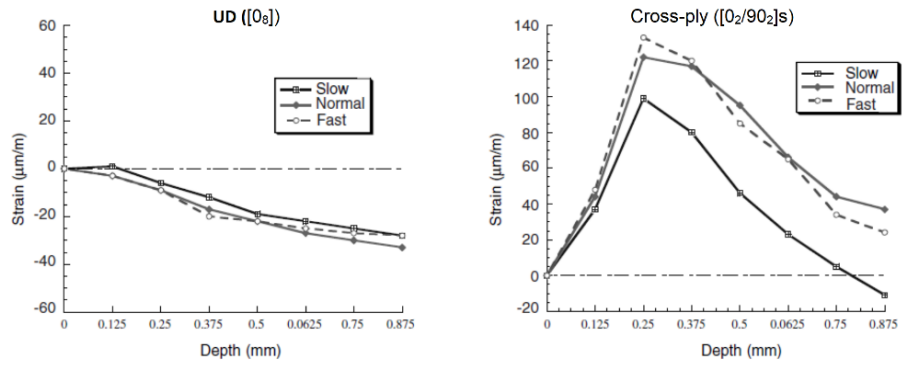 UD ([0₈])
60
40
20
0
-20
-40
-60
Strain (µm/m)
Slow
Normal
Fast
0 0.125 0.25 0.375 0.5 0.0625 0.75 0.875
Depth (mm)
Cross-ply ([0₂/90₂]s)
140
120
100
80
60
40
20
0
-20
Strain (µm/m)
Slow
Normal
Fast
0 0.125 0.25 0.375 0.5 0.0625 0.75 0.875
Depth (mm)